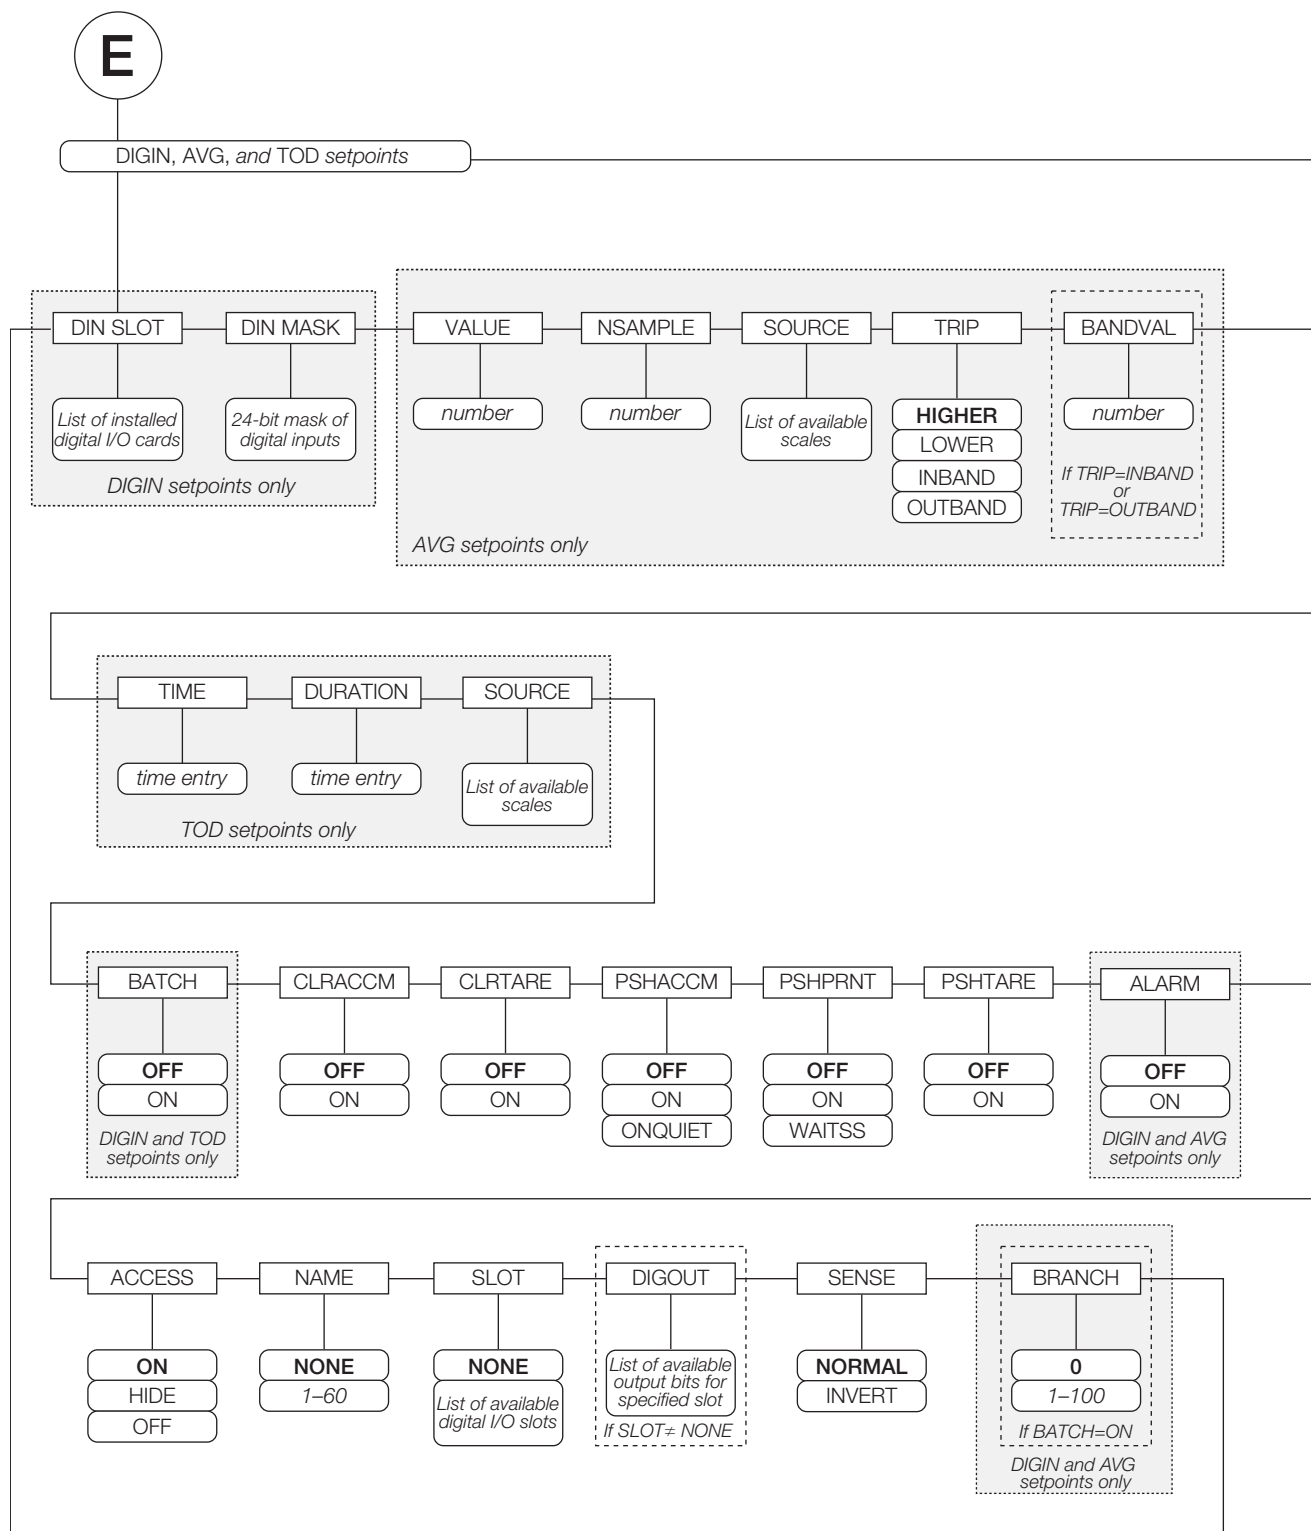 E
DIGIN, AVG, and TOD setpoints
DIN SLOT
DIN MASK
VALUE
NSAMPLE
SOURCE
TRIP
BANDVAL
List of installed
digital I/O cards
24-bit mask of
digital inputs
number
number
List of available
scales
HIGHER
LOWER
INBAND
OUTBAND
number
If TRIP=INBAND
or
TRIP=OUTBAND
DIGIN setpoints only
AVG setpoints only
TIME
DURATION
SOURCE
time entry
time entry
List of available
scales
TOD setpoints only
BATCH
CLRACCM
CLRTARE
PSHACCM
PSHPRNT
PSHTARE
ALARM
OFF
ON
OFF
ON
OFF
ON
OFF
ON
ONQUIET
OFF
ON
WAITSS
OFF
ON
OFF
ON
DIGIN and TOD
setpoints only
DIGIN and AVG
setpoints only
ACCESS
NAME
SLOT
DIGOUT
SENSE
BRANCH
ON
HIDE
OFF
NONE
1–60
NONE
List of available
digital I/O slots
List of available
output bits for
specified slot
If SLOT≠ NONE
NORMAL
INVERT
0
1–100
If BATCH=ON
DIGIN and AVG
setpoints only